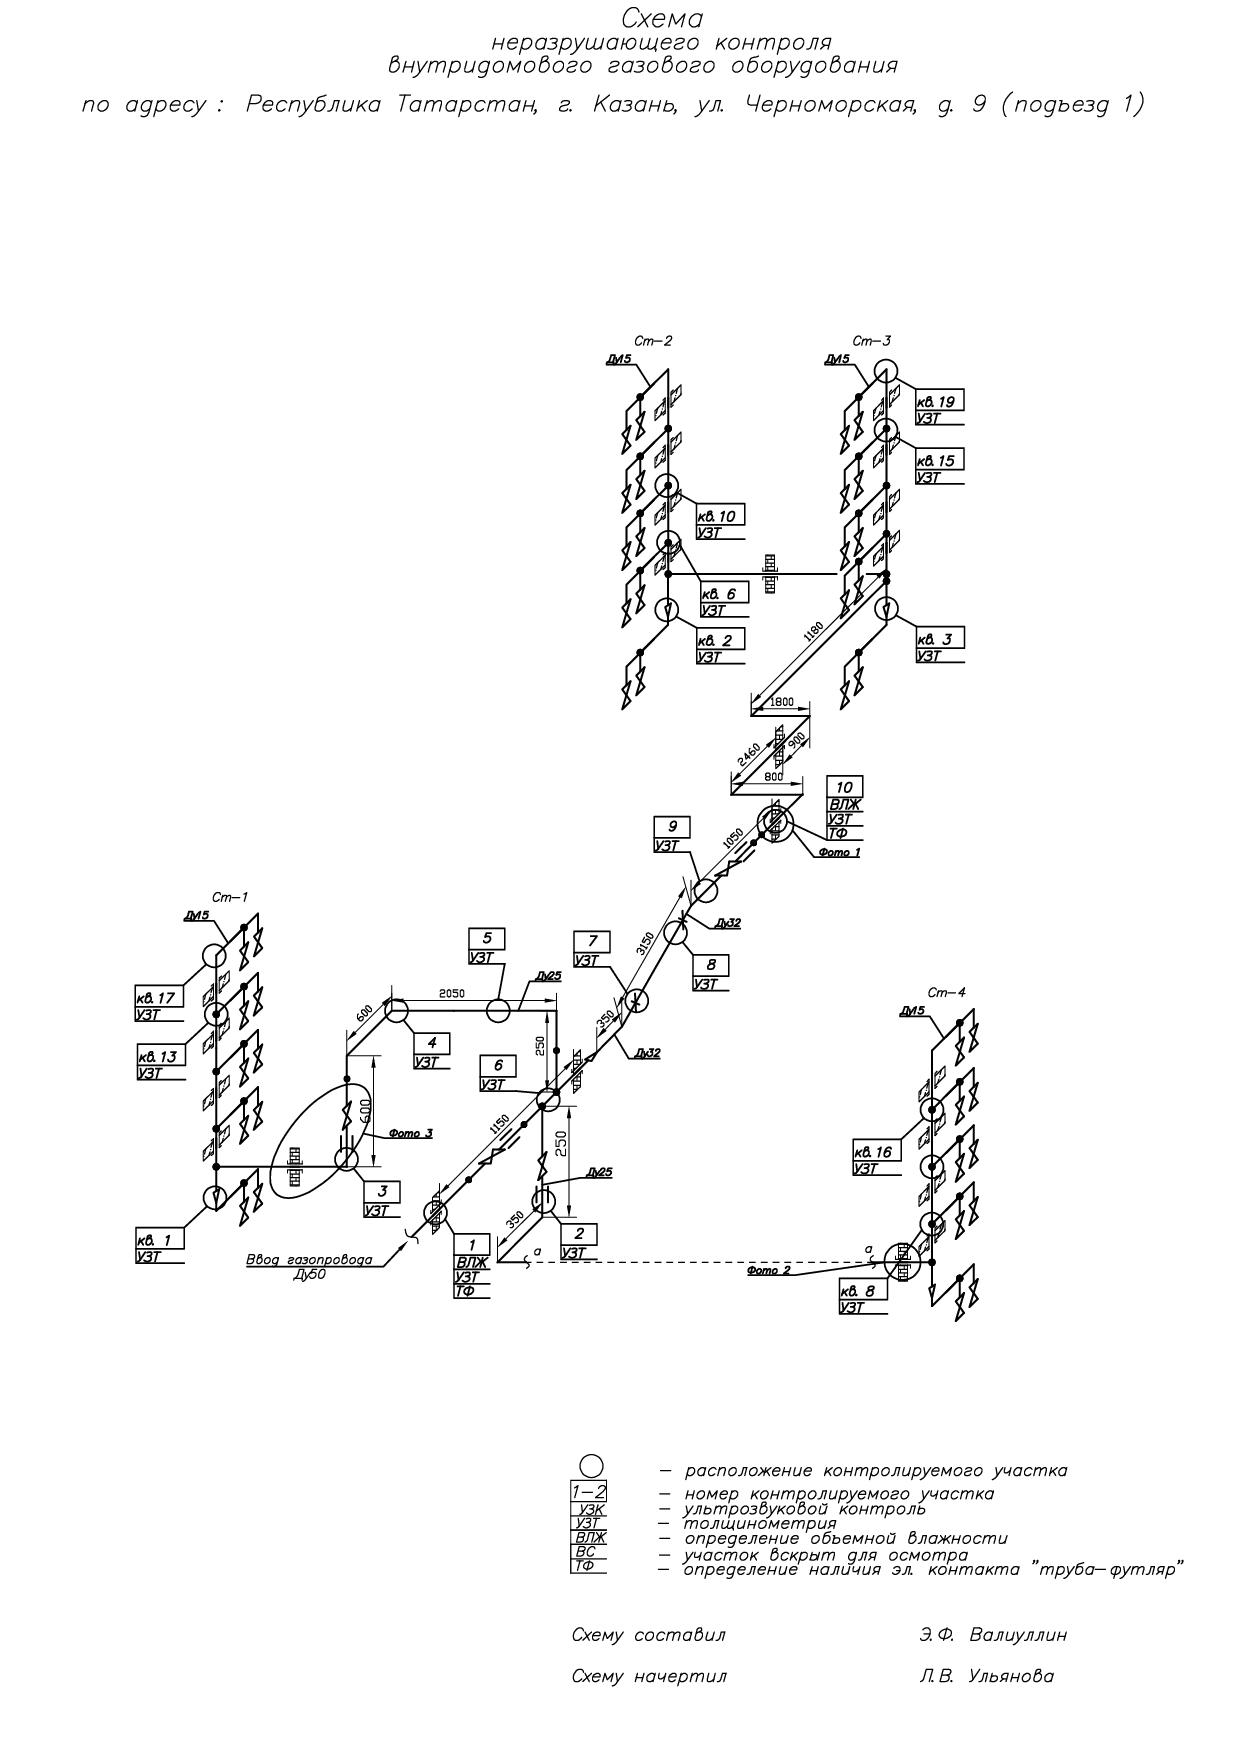 Схема
неразрушающего контроля
внутридомового газового оборудования
по адресу : Республика Татарстан, г. Казань, ул. Черноморская, д. 9 (подъезд 1)
Ст-2
Ст-3
Ду15
Ду15
кв. 19
УЗТ
кв. 15
УЗТ
кв. 10
УЗТ
кв. 6
УЗТ
кв. 2
УЗТ
кв. 3
УЗТ
1180
1800
2460
900
800
10
ВЛЖ
УЗТ
ТФ
Фото 1
9
УЗТ
1050
Ст-1
Ду15
Ду32
5
УЗТ
7
УЗТ
3150
8
УЗТ
кв. 17
УЗТ
Ду25
2050
Ст-4
Ду15
600
350
4
УЗТ
250
Ду32
кв. 13
УЗТ
6
УЗТ
600
Фото 3
1150
250
кв. 16
УЗТ
Ду25
3
УЗТ
350
кв. 1
УЗТ
1
ВЛЖ
УЗТ
ТФ
2
УЗТ
а
а
Ввод газопровода
Ду50
Фото 2
кв. 8
УЗТ
– расположение контролируемого участка
1-2 – номер контролируемого участка
УЗК – ультрозвуковой контроль
УЗТ – толщинометрия
ВЛЖ – определение объемной влажности
ВС – участок вскрыт для осмотра
ТФ – определение наличия эл. контакта "труба-футляр"
Схему составил Э.Ф. Валиуллин
Схему начертил Л.В. Ульянова